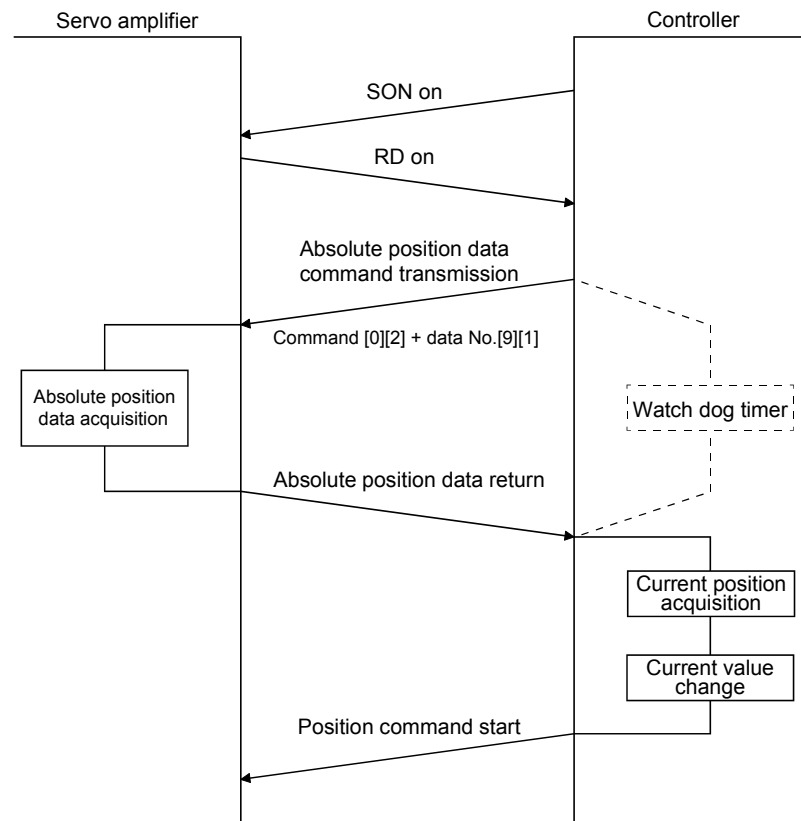 Servo amplifier
Controller
SON on
RD on
Absolute position data
command transmission
Command [0][2] + data No.[9][1]
Absolute position
data acquisition
Watch dog timer
Absolute position data return
Current position
acquisition
Current value
change
Position command start